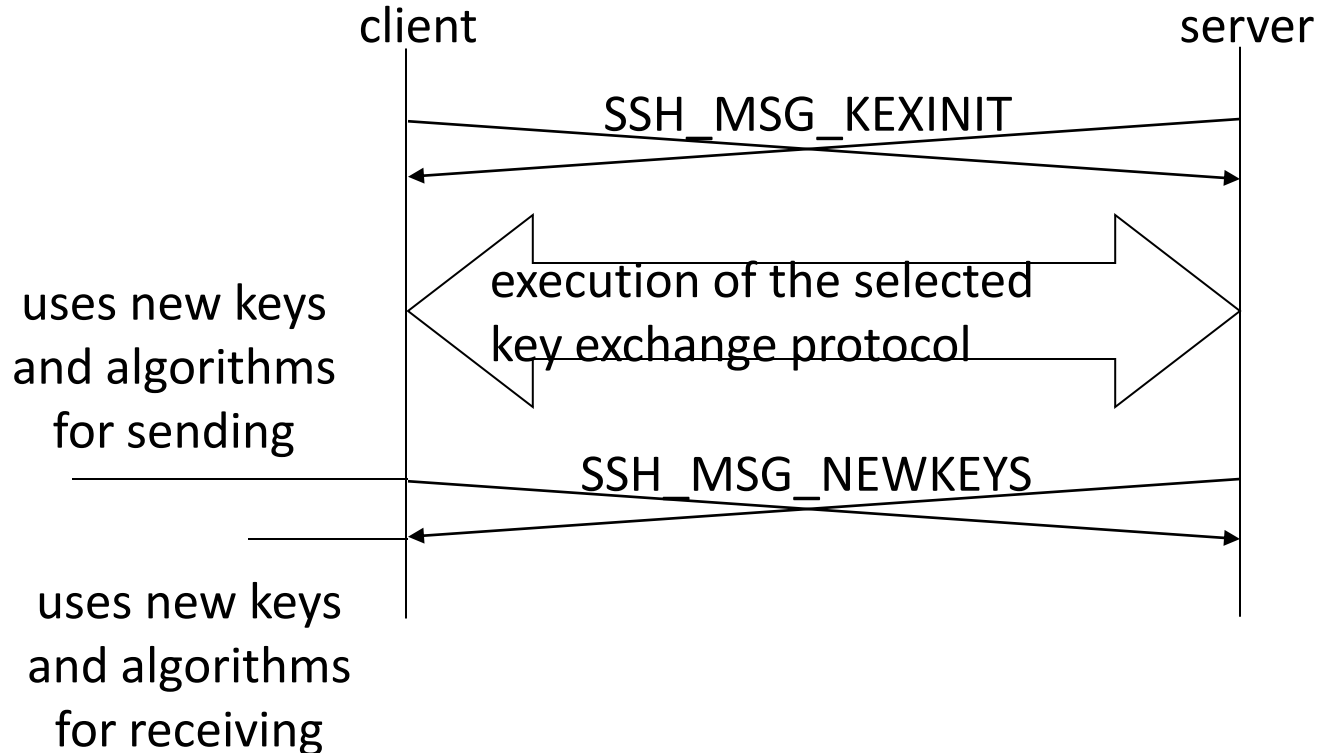 client
server
SSH_MSG_KEXINIT
execution of the selected
key exchange protocol
uses new keys
and algorithms
for sending
SSH_MSG_NEWKEYS
uses new keys
and algorithms
for receiving